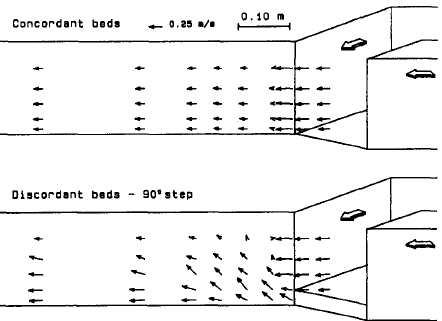 Concordant beds
0.25 m/s
0.10 m
Discordant beds - 90° step